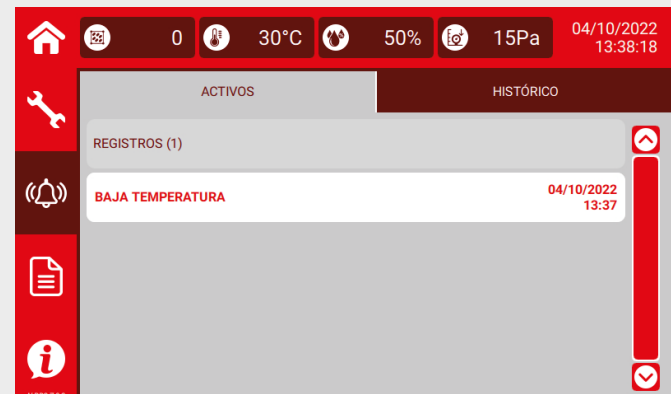 0
30°C
50%
15Pa
04/10/2022
13:38:18
ACTIVOS
HISTÓRICO
REGISTROS (1)
BAJA TEMPERATURA
04/10/2022
13:37